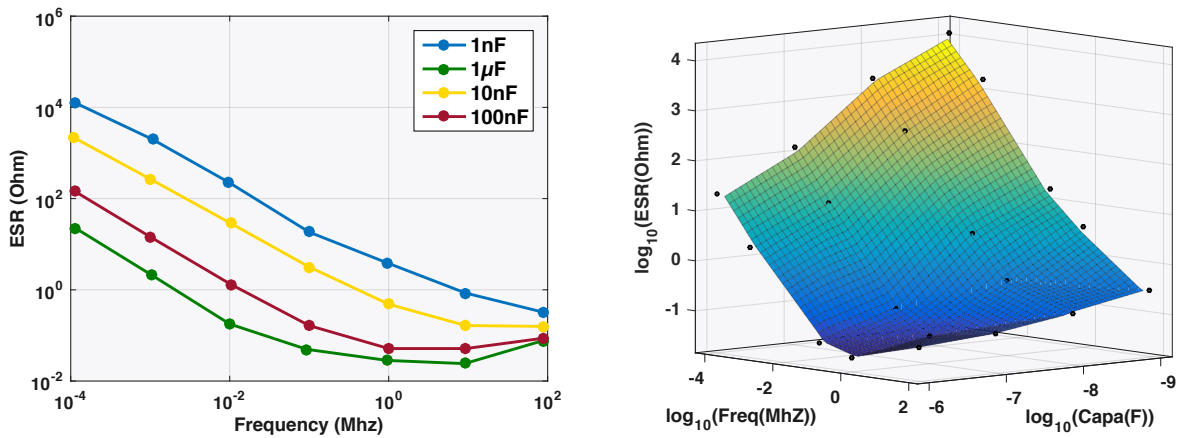 10^6
10^4
10^2
10^0
10^-2
ESR (Ohm)
10^-4
10^-2
10^0
10^2
Frequency (Mhz)
1nF
1µF
10nF
100nF
4
3
2
1
0
-1
log10(ESR(Ohm))
-4
-2
0
2
log10(Freq(MhZ))
-6
-7
-8
-9
log10(Capa(F))